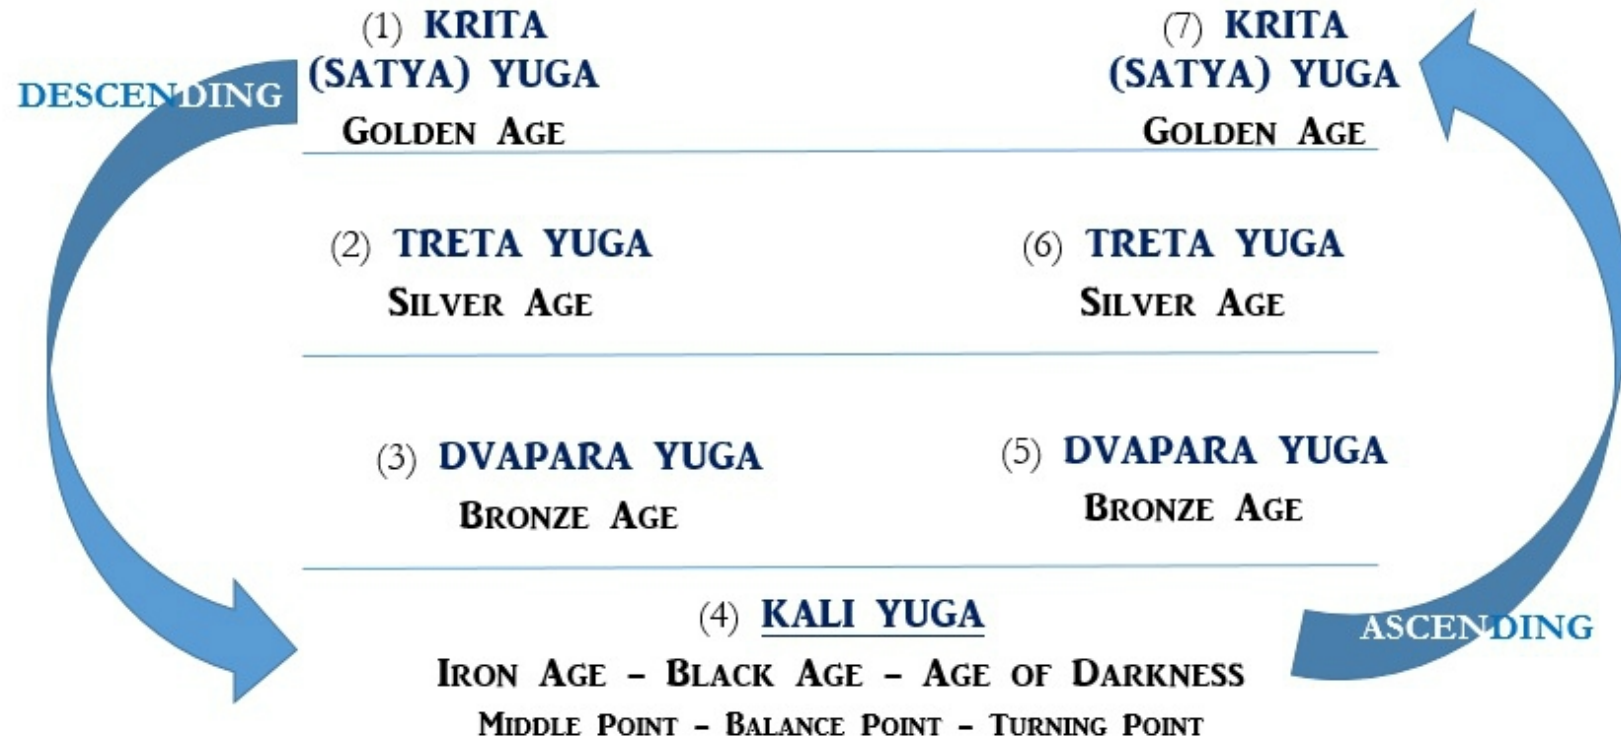 (1) KRITA
(SATYA) YUGA
GOLDEN AGE
(7) KRITA
(SATYA) YUGA
GOLDEN AGE
DESCENDING
(2) TRETA YUGA
SILVER AGE
(6) TRETA YUGA
SILVER AGE
(3) DVAPARA YUGA
BRONZE AGE
(5) DVAPARA YUGA
BRONZE AGE
(4) KALI YUGA
IRON AGE – BLACK AGE – AGE OF DARKNESS
MIDDLE POINT – BALANCE POINT – TURNING POINT
ASCENDING